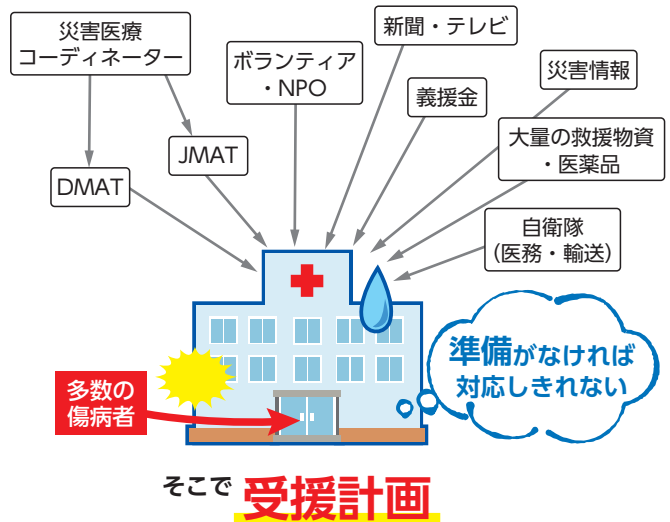 災害医療
コーディネーター
ボランティア
・NPO
新聞・テレビ
義援金
災害情報
大量の救援物資
・医薬品
JMAT
DMAT
自衛隊
（医務・輸送）
準備がなければ
対応しきれない
多数の
傷病者
そこで 受援計画